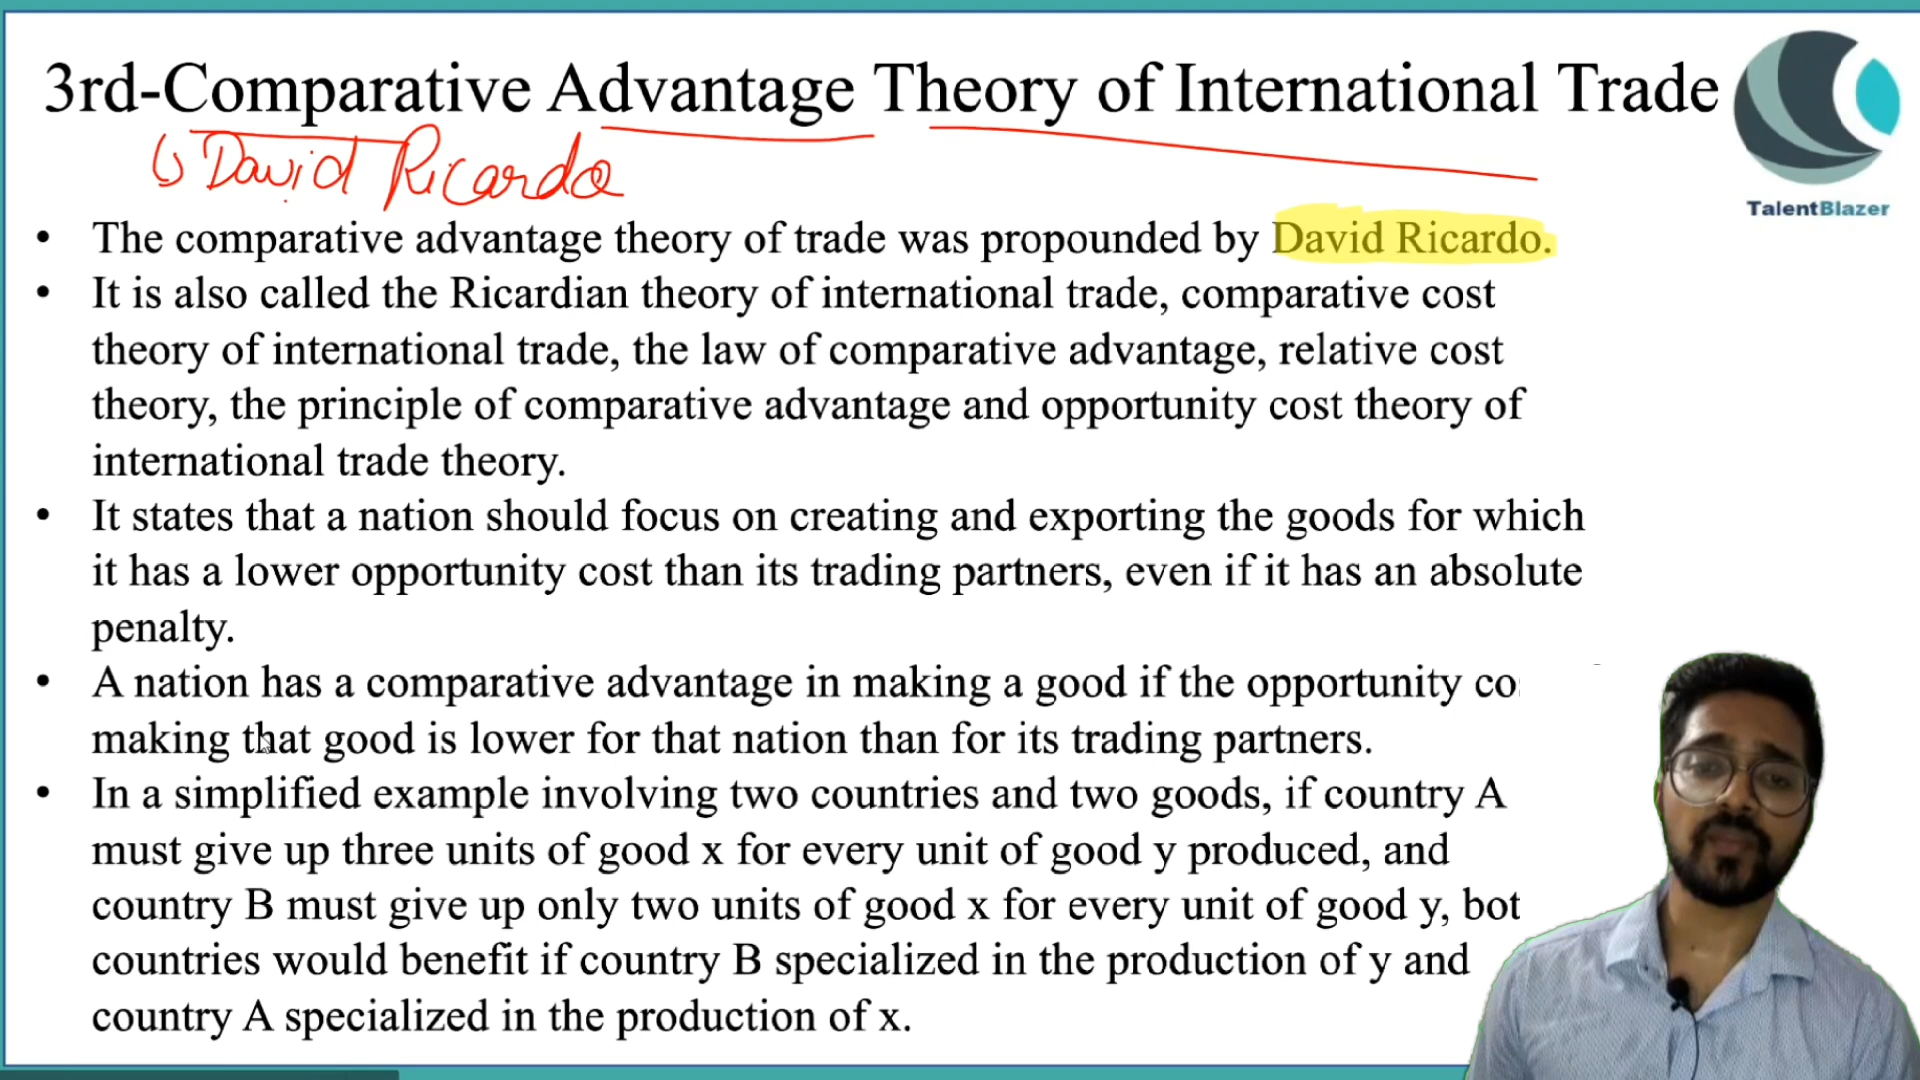 3rd-Comparative Advantage Theory of International Trade
David Ricardo
TalentBlazer
• The comparative advantage theory of trade was propounded by David Ricardo.
• It is also called the Ricardian theory of international trade, comparative cost
theory of international trade, the law of comparative advantage, relative cost
theory, the principle of comparative advantage and opportunity cost theory of
international trade theory.
• It states that a nation should focus on creating and exporting the goods for which
it has a lower opportunity cost than its trading partners, even if it has an absolute
penalty.
• A nation has a comparative advantage in making a good if the opportunity co
making that good is lower for that nation than for its trading partners.
• In a simplified example involving two countries and two goods, if country A
must give up three units of good x for every unit of good y produced, and
country B must give up only two units of good x for every unit of good y, bot
countries would benefit if country B specialized in the production of y and
country A specialized in the production of x.